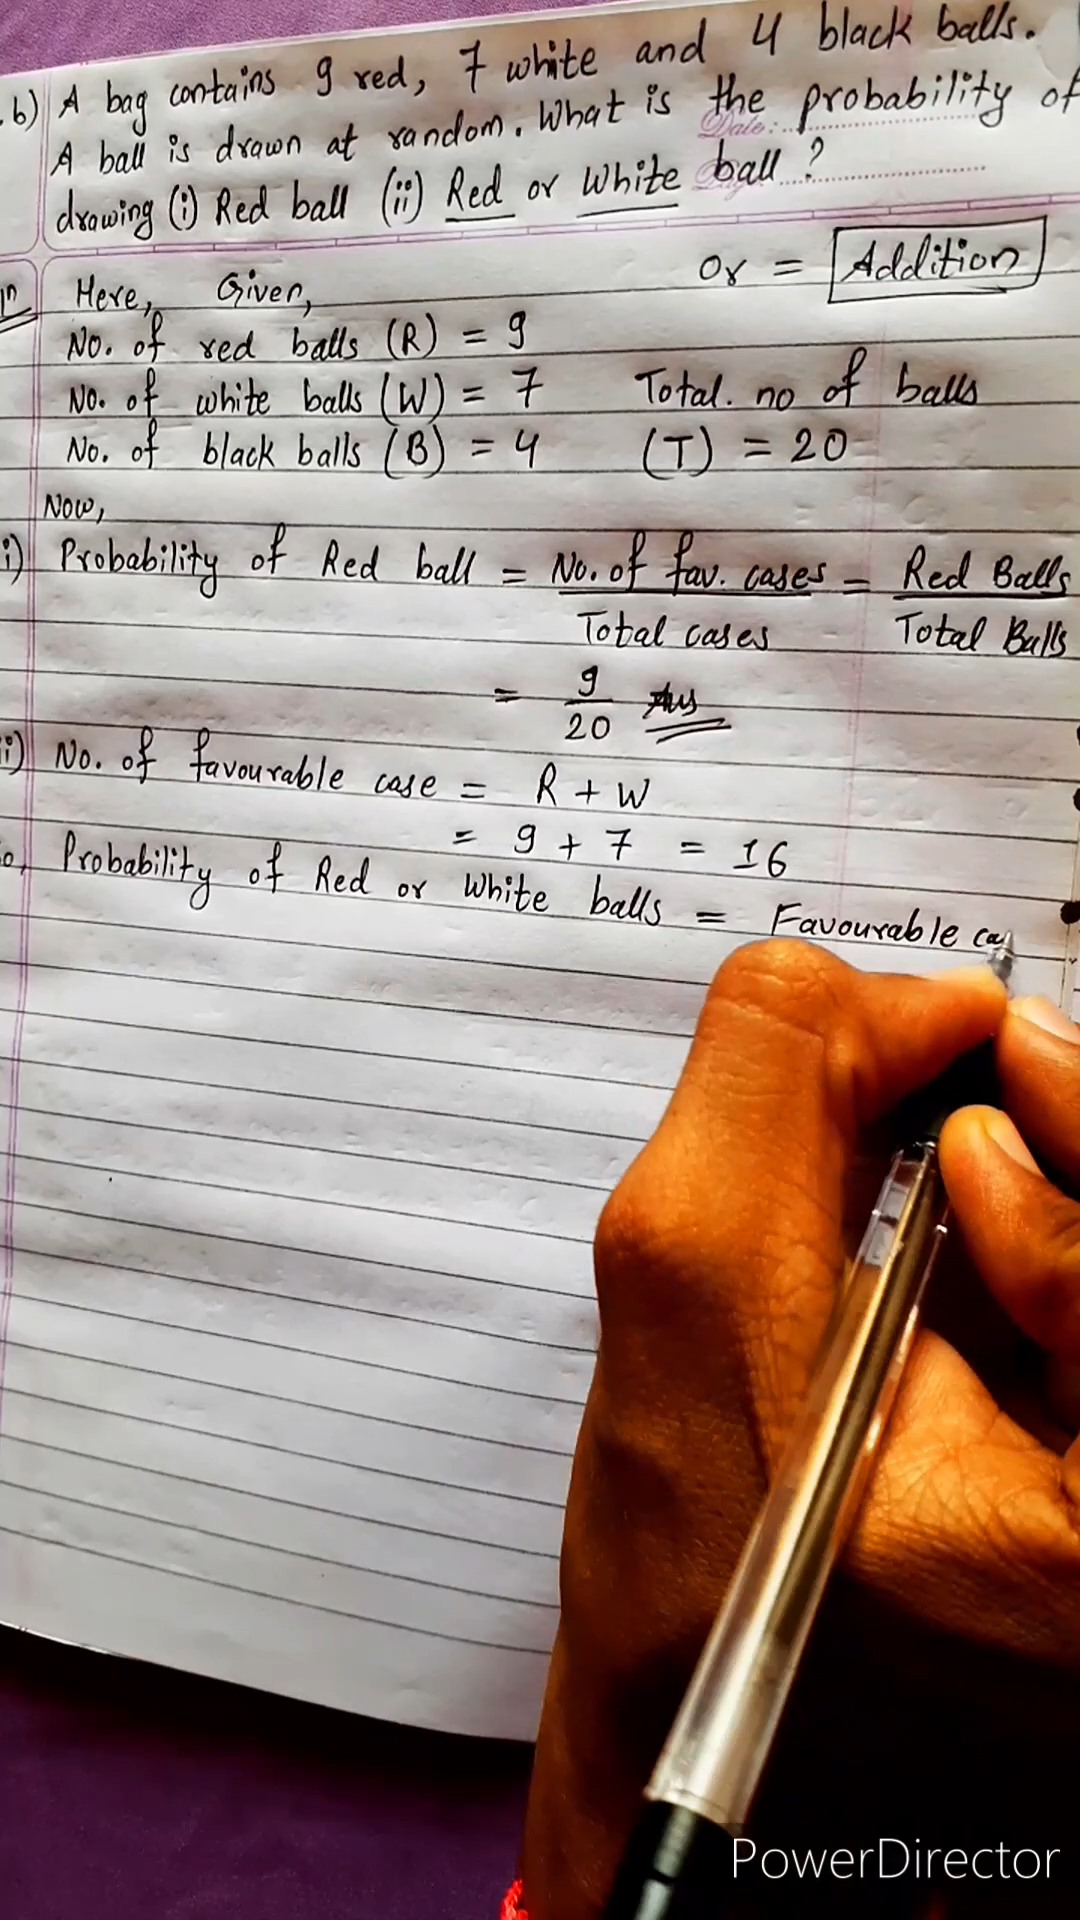 b) A bag contains 9 red, 7 white and 4 black balls.
A ball is drawn at random. What is the probability of
drawing (i) Red ball (ii) Red or White ball ?
Date:
Here, Given,
Or = Addition
No. of red balls (R) = 9
No. of white balls (W) = 7 Total. no of balls
No. of black balls (B) = 4 (T) = 20
Now,
i) Probability of Red ball = No. of fav. cases = Red Balls
Total cases Total Balls
= 9
20 Ans
i) No. of favourable case = R + W
= 9 + 7 = 16
Probability of Red or White balls = Favourable ca
PowerDirector